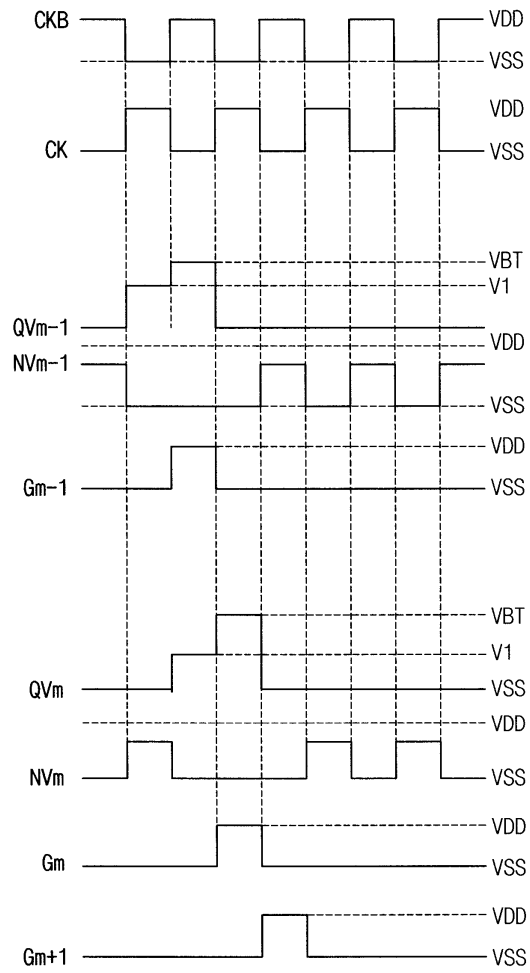 CKB
VDD
VSS
VDD
CK
VSS
VBT
V1
QVm-1
VDD
NVm-1
VSS
VDD
Gm-1
VSS
VBT
V1
QVm
VSS
VDD
NVm
VSS
VDD
Gm
VSS
VDD
Gm+1
VSS